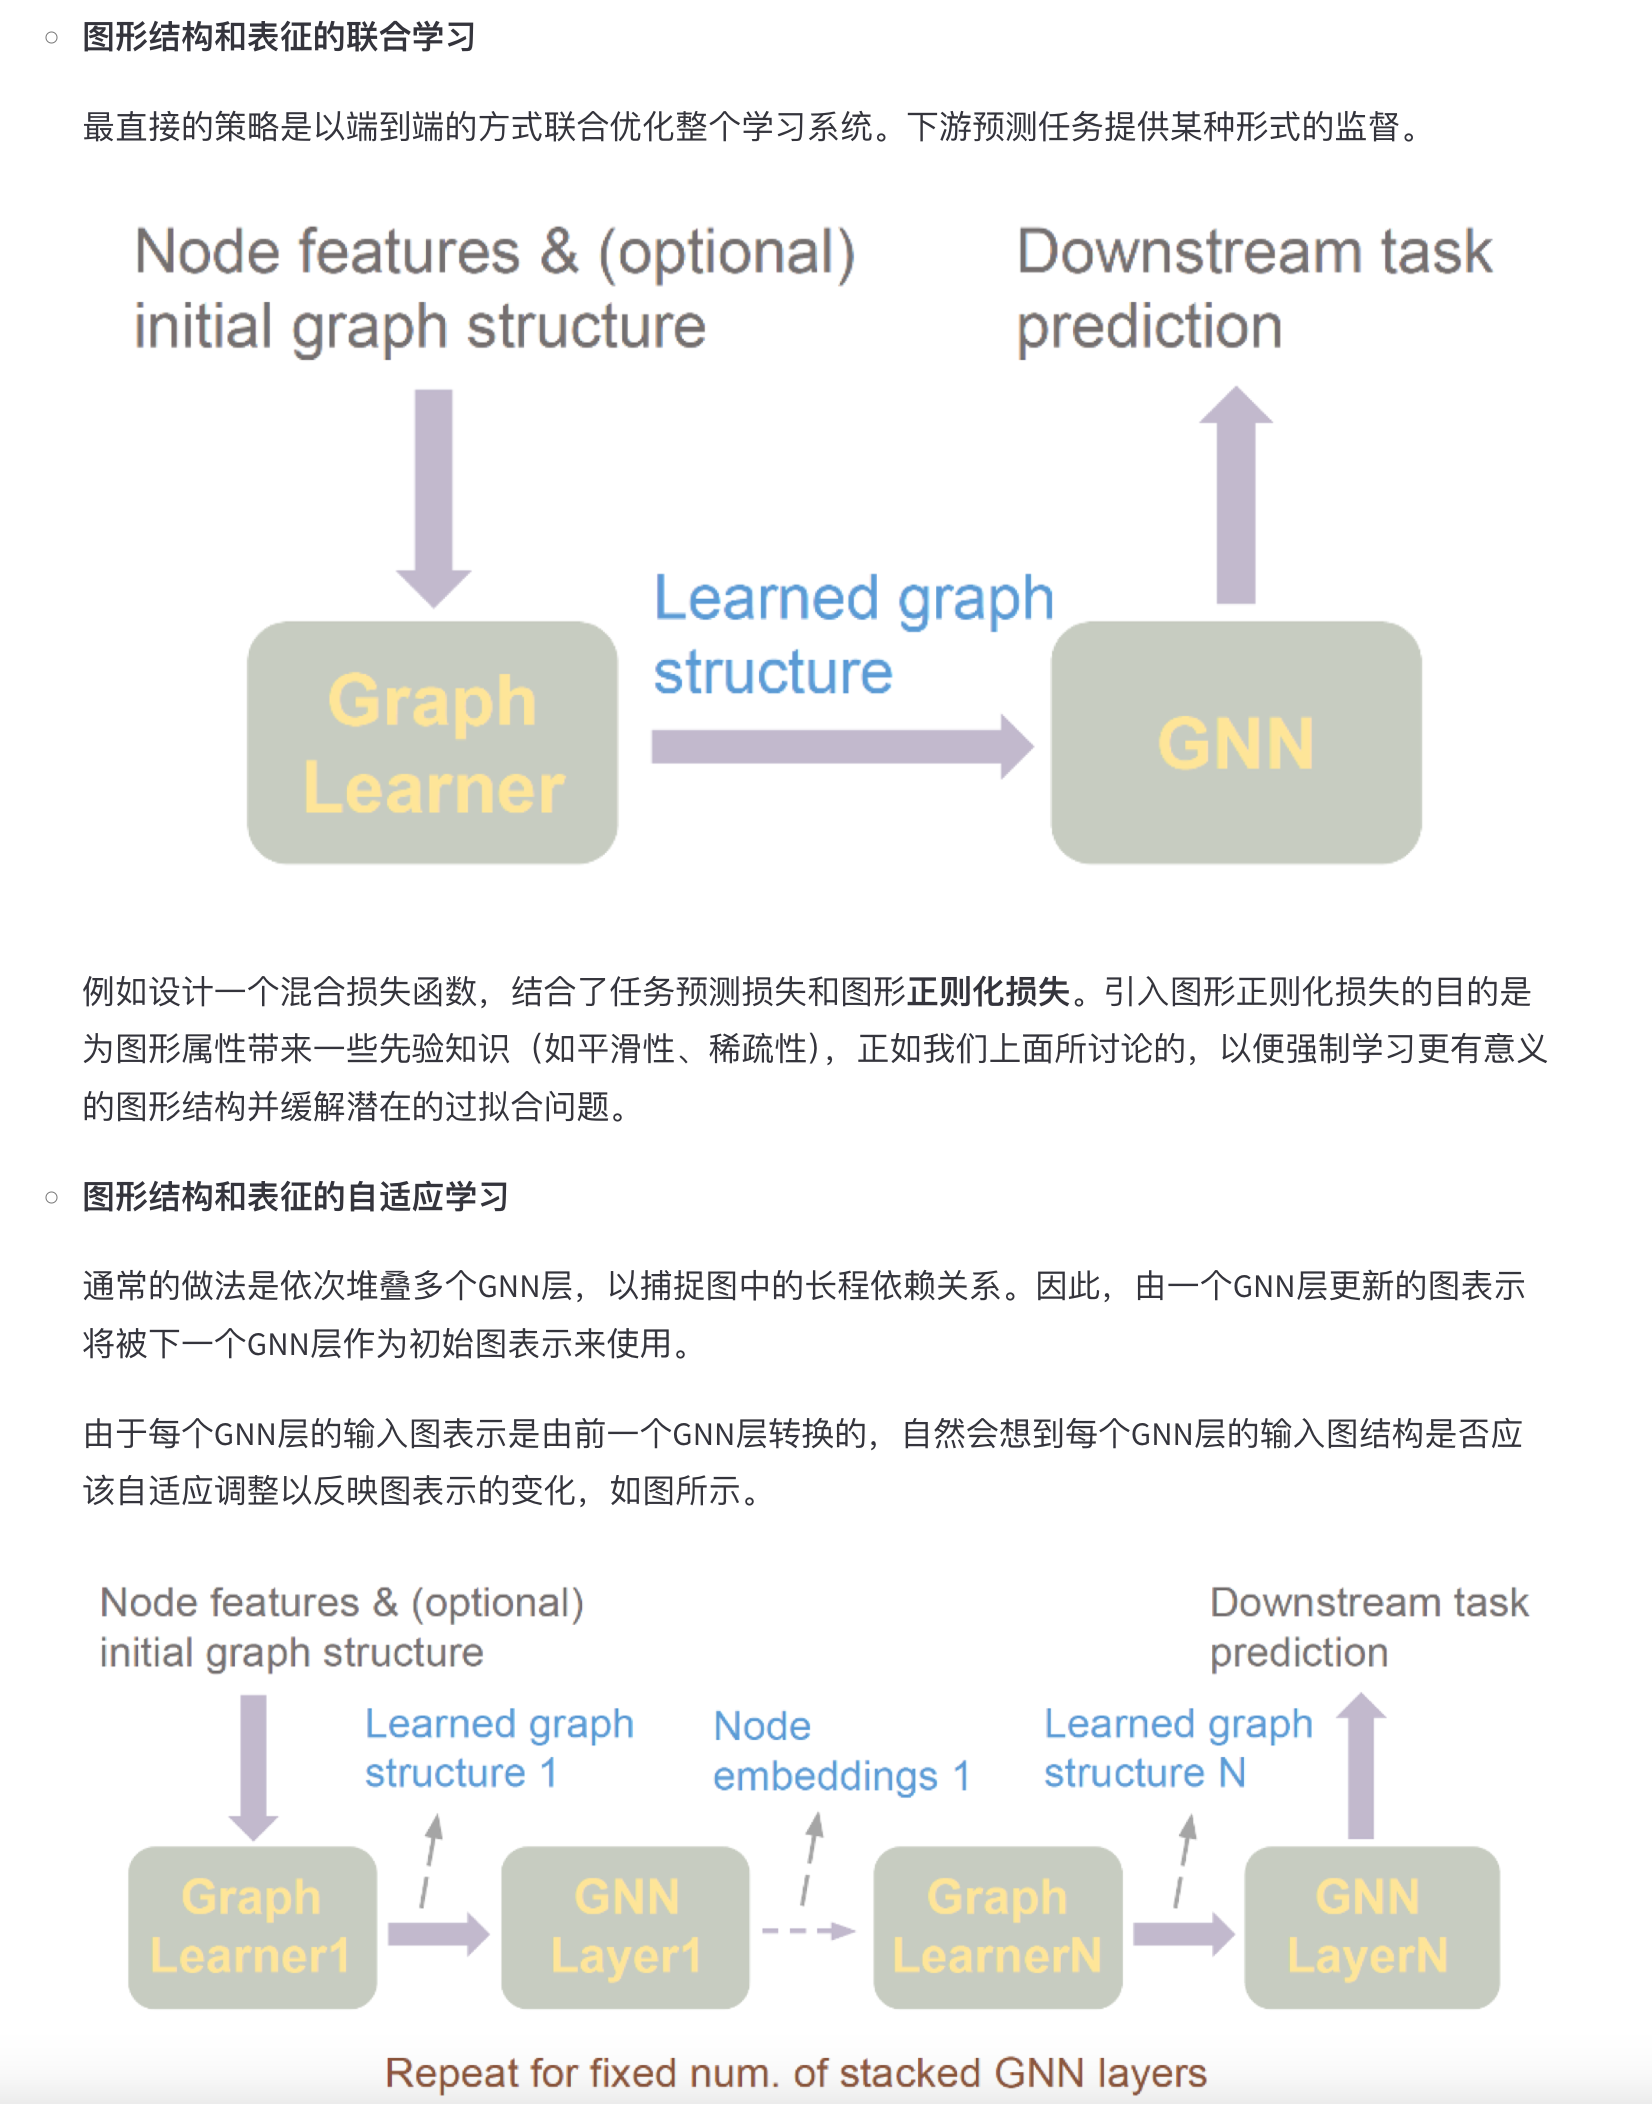 图形结构和表征的联合学习
最直接的策略是以端到端的方式联合优化整个学习系统。下游预测任务提供某种形式的监督。
Node features & (optional)
initial graph structure
Downstream task
prediction
Learned graph
structure
Graph
Learner
GNN
例如设计一个混合损失函数，结合了任务预测损失和图形正则化损失。引入图形正则化损失的目的是
为图形属性带来一些先验知识（如平滑性、稀疏性），正如我们上面所讨论的，以便强制学习更有意义
的图形结构并缓解潜在的过拟合问题。
图形结构和表征的自适应学习
通常的做法是依次堆叠多个GNN层，以捕捉图中的长程依赖关系。因此，由一个GNN层更新的图表示
将被下一个GNN层作为初始图表示来使用。
由于每个GNN层的输入图表示是由前一个GNN层转换的，自然会想到每个GNN层的输入图结构是否应
该自适应调整以反映图表示的变化，如图所示。
Node features & (optional)
initial graph structure
Downstream task
prediction
Learned graph
structure 1
Node
embeddings 1
Learned graph
structure N
Graph
Learner1
GNN
Layer1
Graph
LearnerN
GNN
LayerN
Repeat for fixed num. of stacked GNN layers